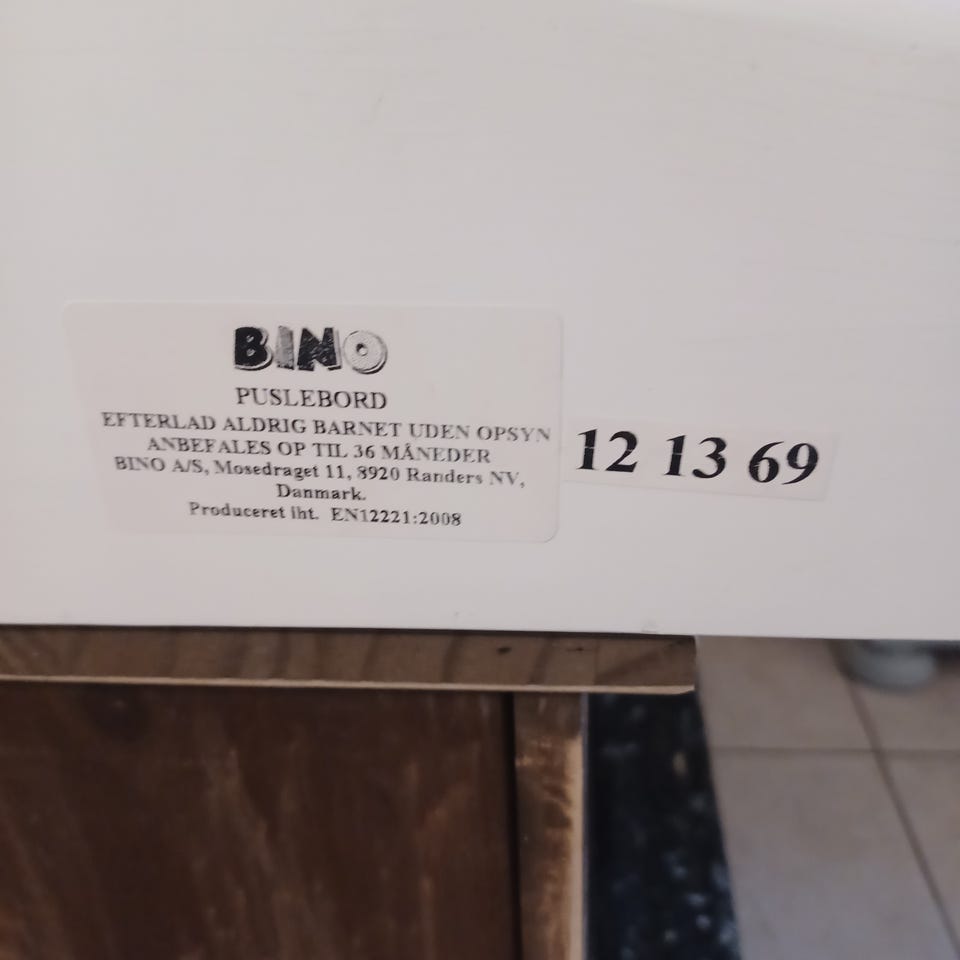 BINO
PUSLEBORD
EFTERLAD ALDRIG BARNET UDEN OPSYN
ANBEFALES OP TIL 36 MÅNEDER
BINO A/S, Mosedraget 11, 8920 Randers NV,
Danmark.
Produceret iht. EN12221:2008
12 13 69